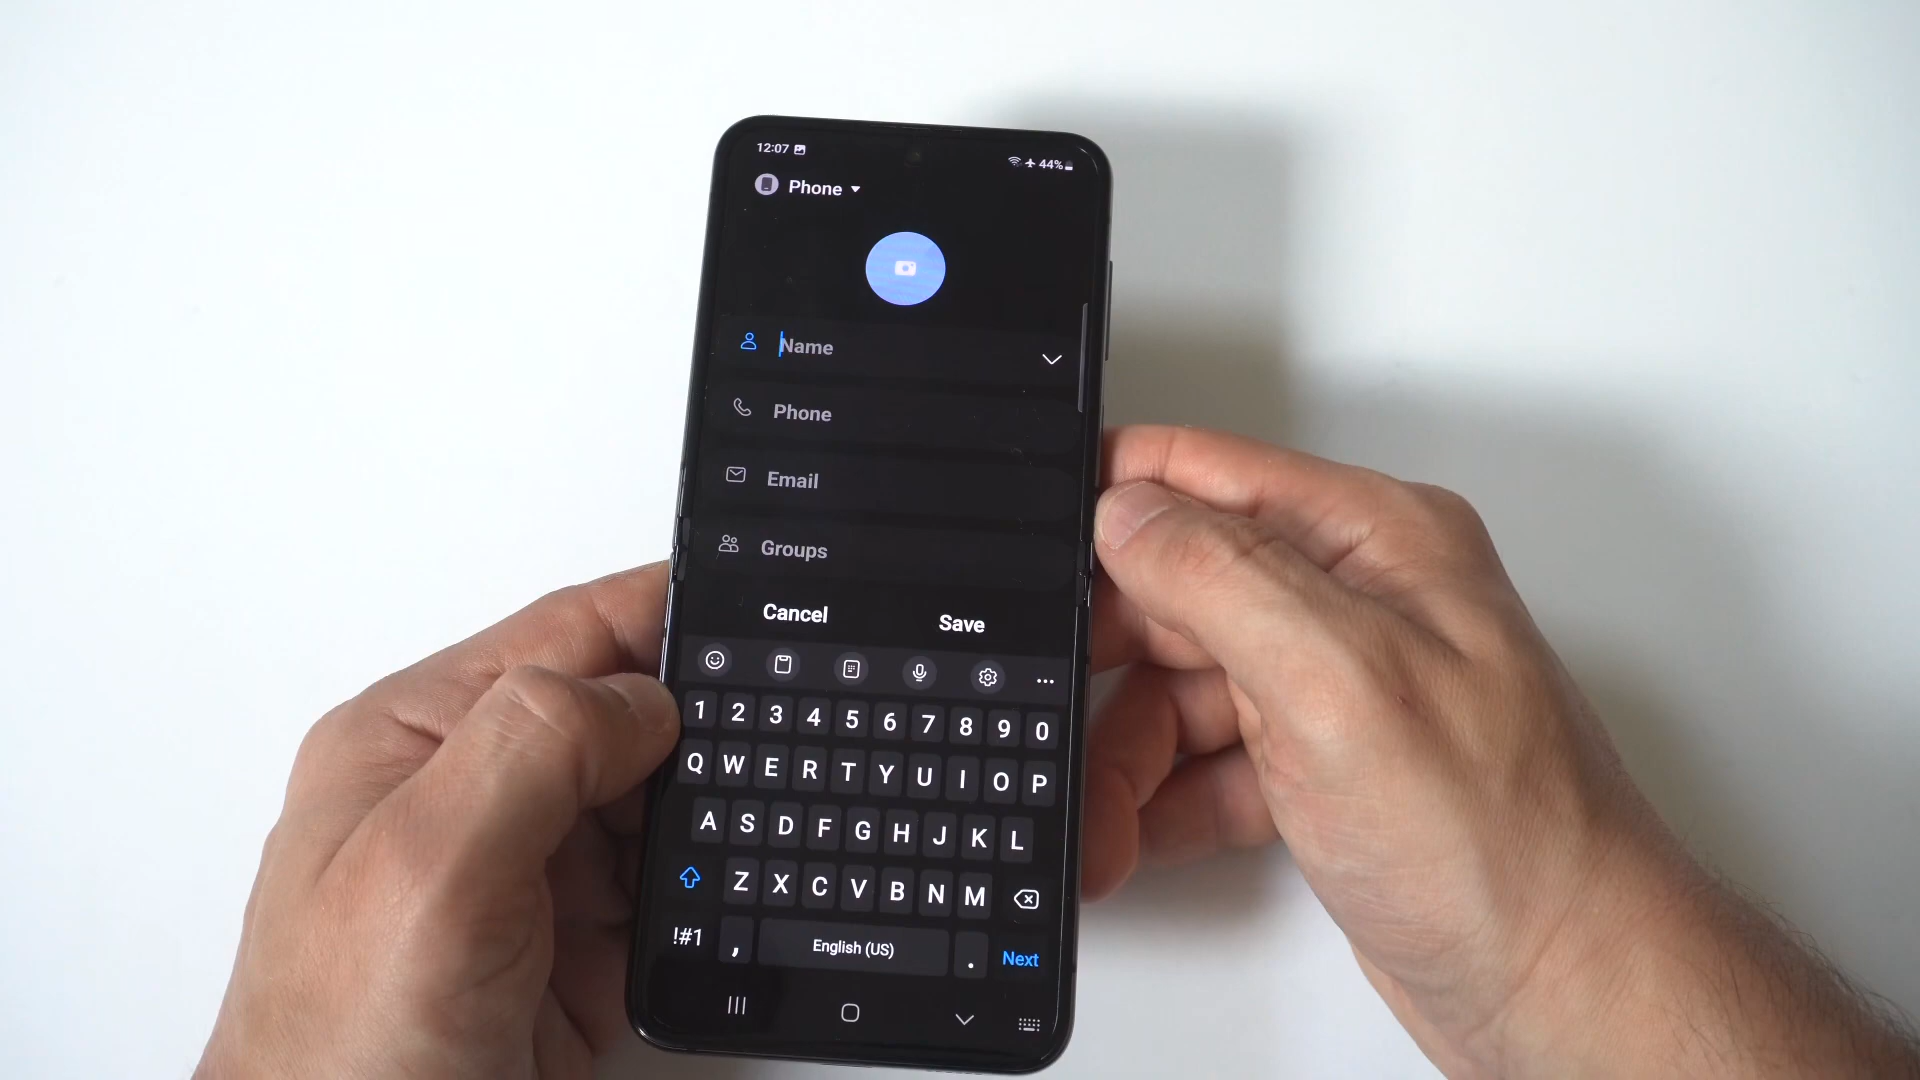 12:07 44%
Phone
Name
Phone
Email
Groups
Cancel Save
1 2 3 4 5 6 7 8 9 0
Q W E R T Y U I O P
A S D F G H J K L
Z X C V B N M
!#1 , English (US) . Next